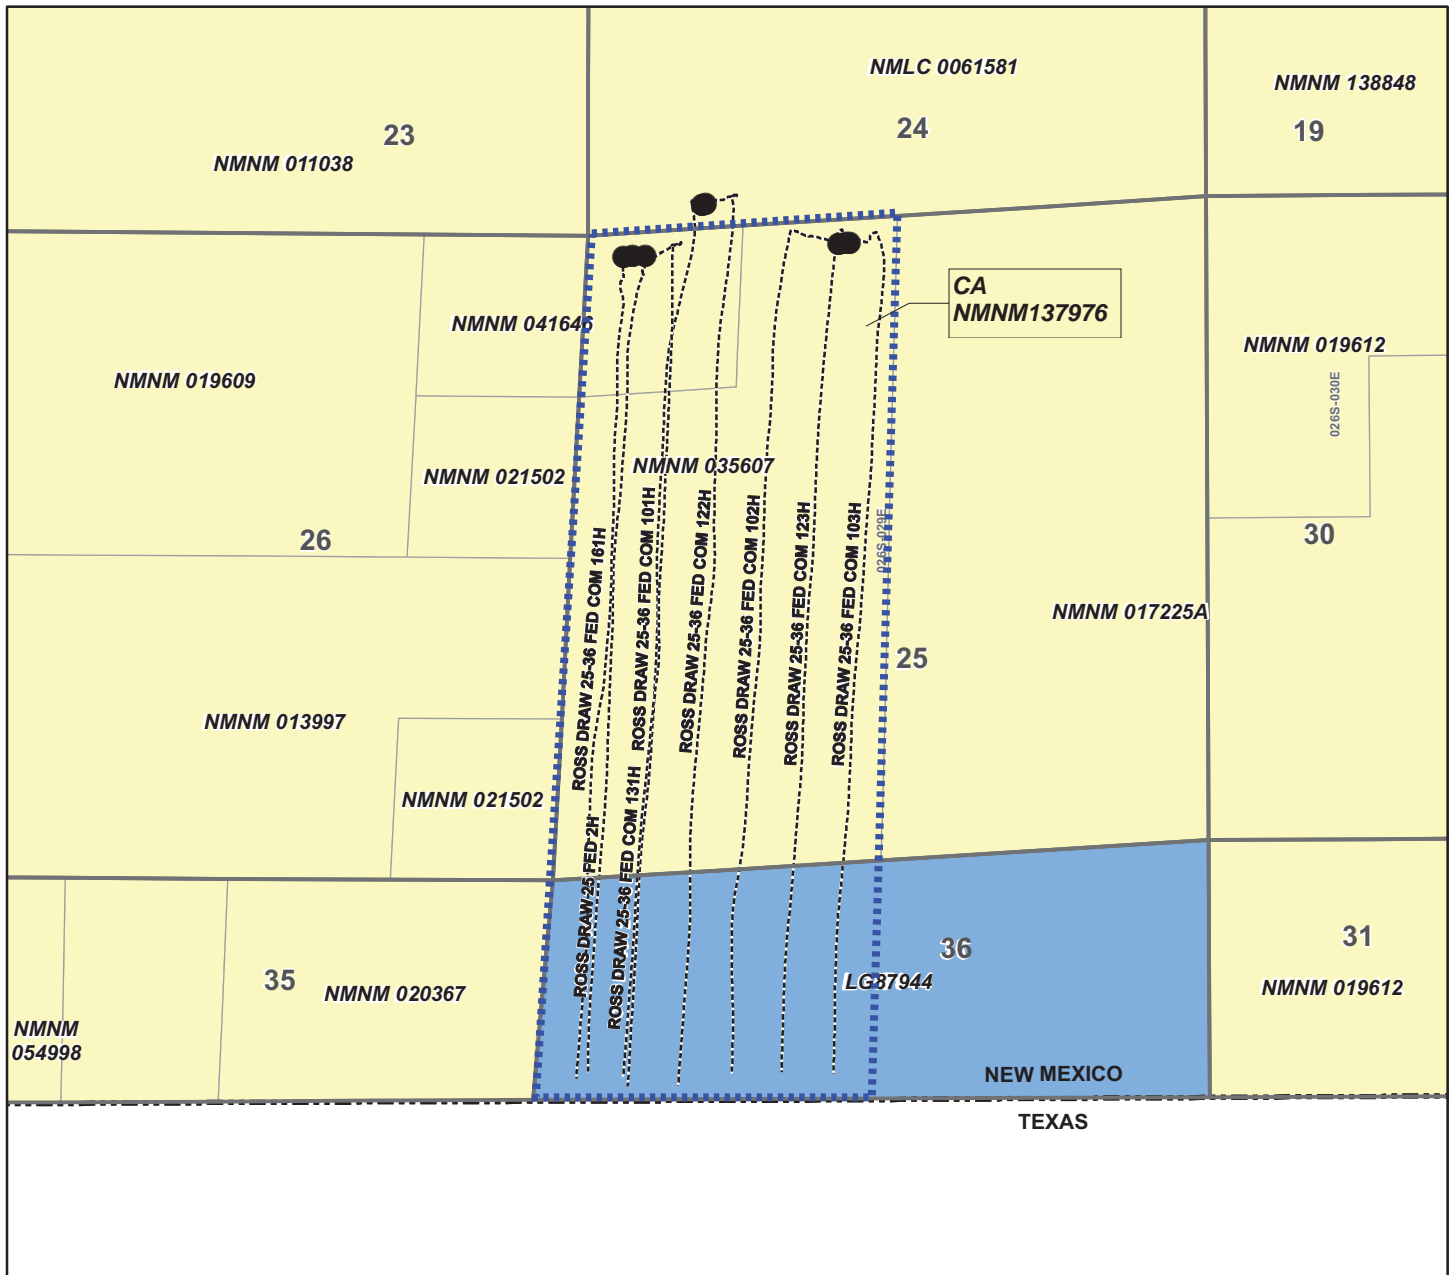 NMLC 0061581
NMNM 138848
23
24
19
NMNM 011038
CA
NMNM137976
NMNM 041646
NMNM 019612
NMNM 019609
026S-030E
NMNM 035607
NMNM 021502
026S-029E
26
30
ROSS DRAW 25-36 FED COM 161H
ROSS DRAW 25-36 FED COM 101H
ROSS DRAW 25-36 FED COM 122H
ROSS DRAW 25-36 FED COM 102H
ROSS DRAW 25-36 FED COM 123H
ROSS DRAW 25-36 FED COM 103H
NMNM 017225A
25
NMNM 013997
NMNM 021502
ROSS DRAW 25 FED 2H
ROSS DRAW 25-36 FED COM 131H
36
31
35
LG87944
NMNM 020367
NMNM 019612
NMNM
054998
NEW MEXICO
TEXAS